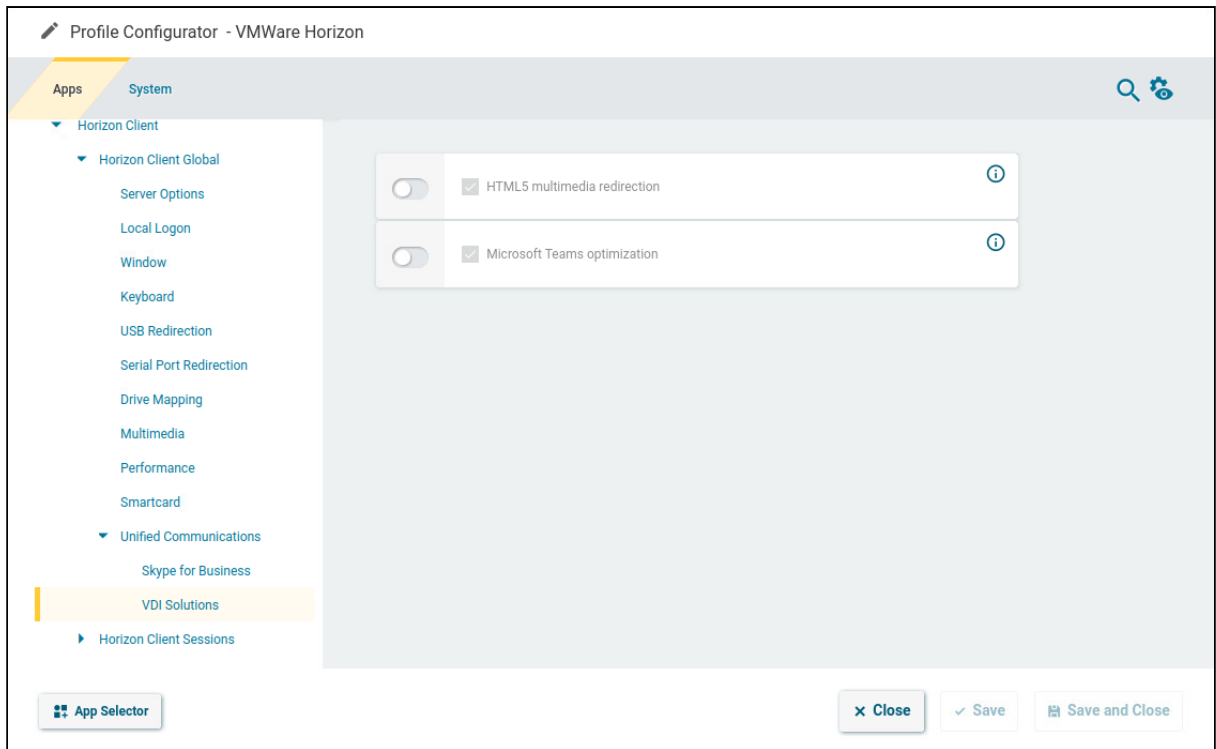 Profile Configurator - VMWare Horizon
Apps
System
Horizon Client
Horizon Client Global
Server Options
Local Logon
Window
Keyboard
USB Redirection
Serial Port Redirection
Drive Mapping
Multimedia
Performance
Smartcard
Unified Communications
Skype for Business
VDI Solutions
Horizon Client Sessions
HTML5 multimedia redirection
Microsoft Teams optimization
App Selector
Close
Save
Save and Close